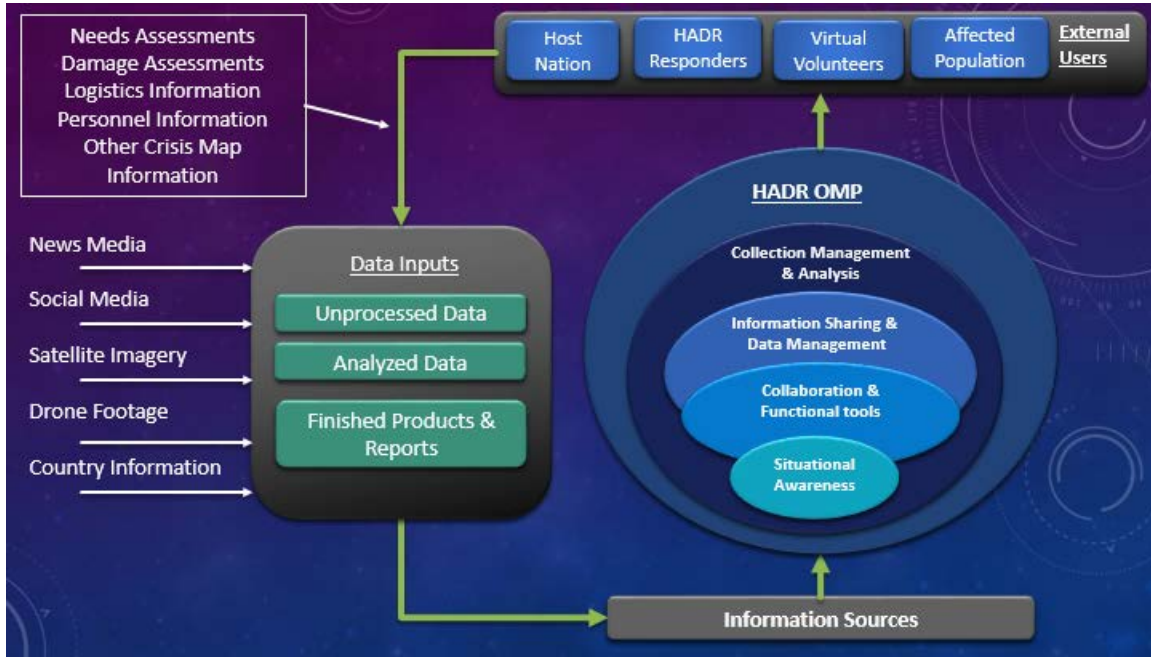 Needs Assessments
Damage Assessments
Logistics Information
Personnel Information
Other Crisis Map
Information
Host
Nation
HADR
Responders
Virtual
Volunteers
Affected
Population
External
Users
News Media
Social Media
Satellite Imagery
Drone Footage
Country Information
Data Inputs
Unprocessed Data
Analyzed Data
Finished Products &
Reports
HADR OMP
Collection Management
& Analysis
Information Sharing &
Data Management
Collaboration &
Functional tools
Situational
Awareness
Information Sources